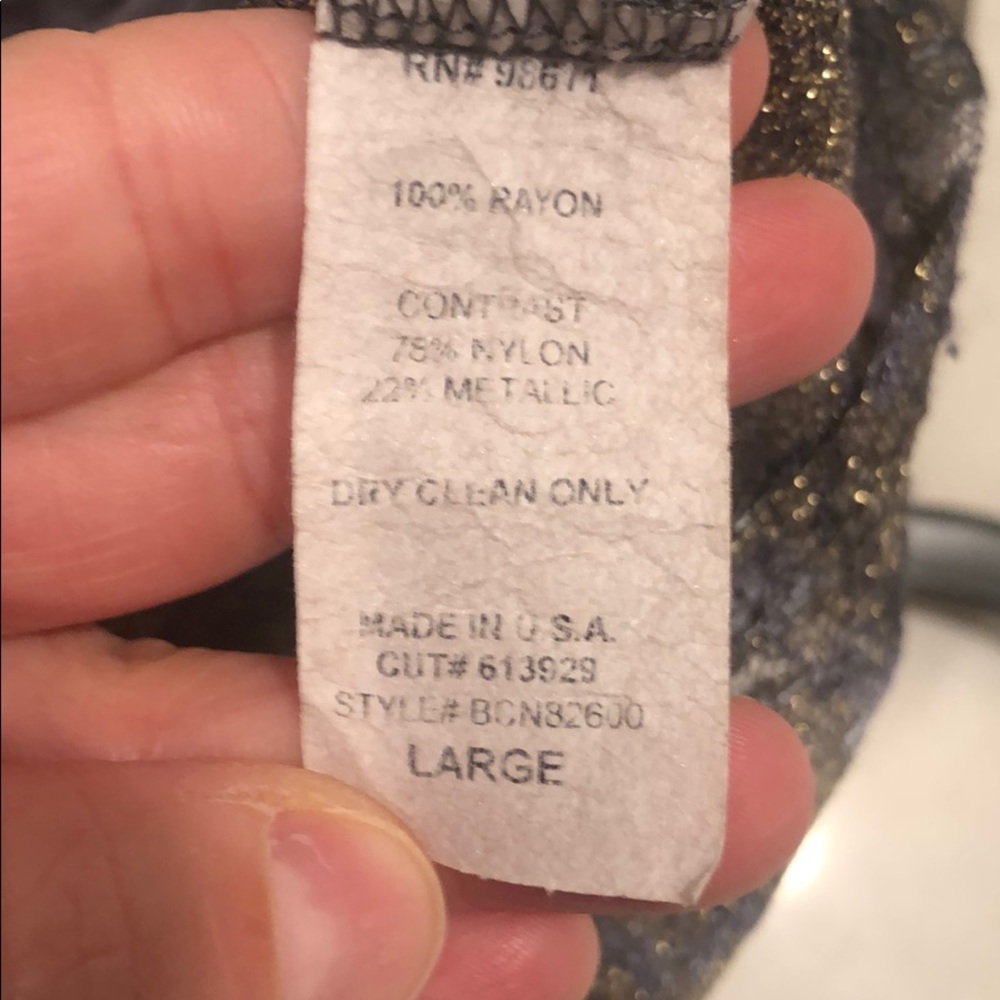 RN# 98671
100% RAYON
CONTRAST
78% NYLON
22% METALLIC
DRY CLEAN ONLY
MADE IN U.S.A.
CUT# 613929
STYLE# BCN82600
LARGE